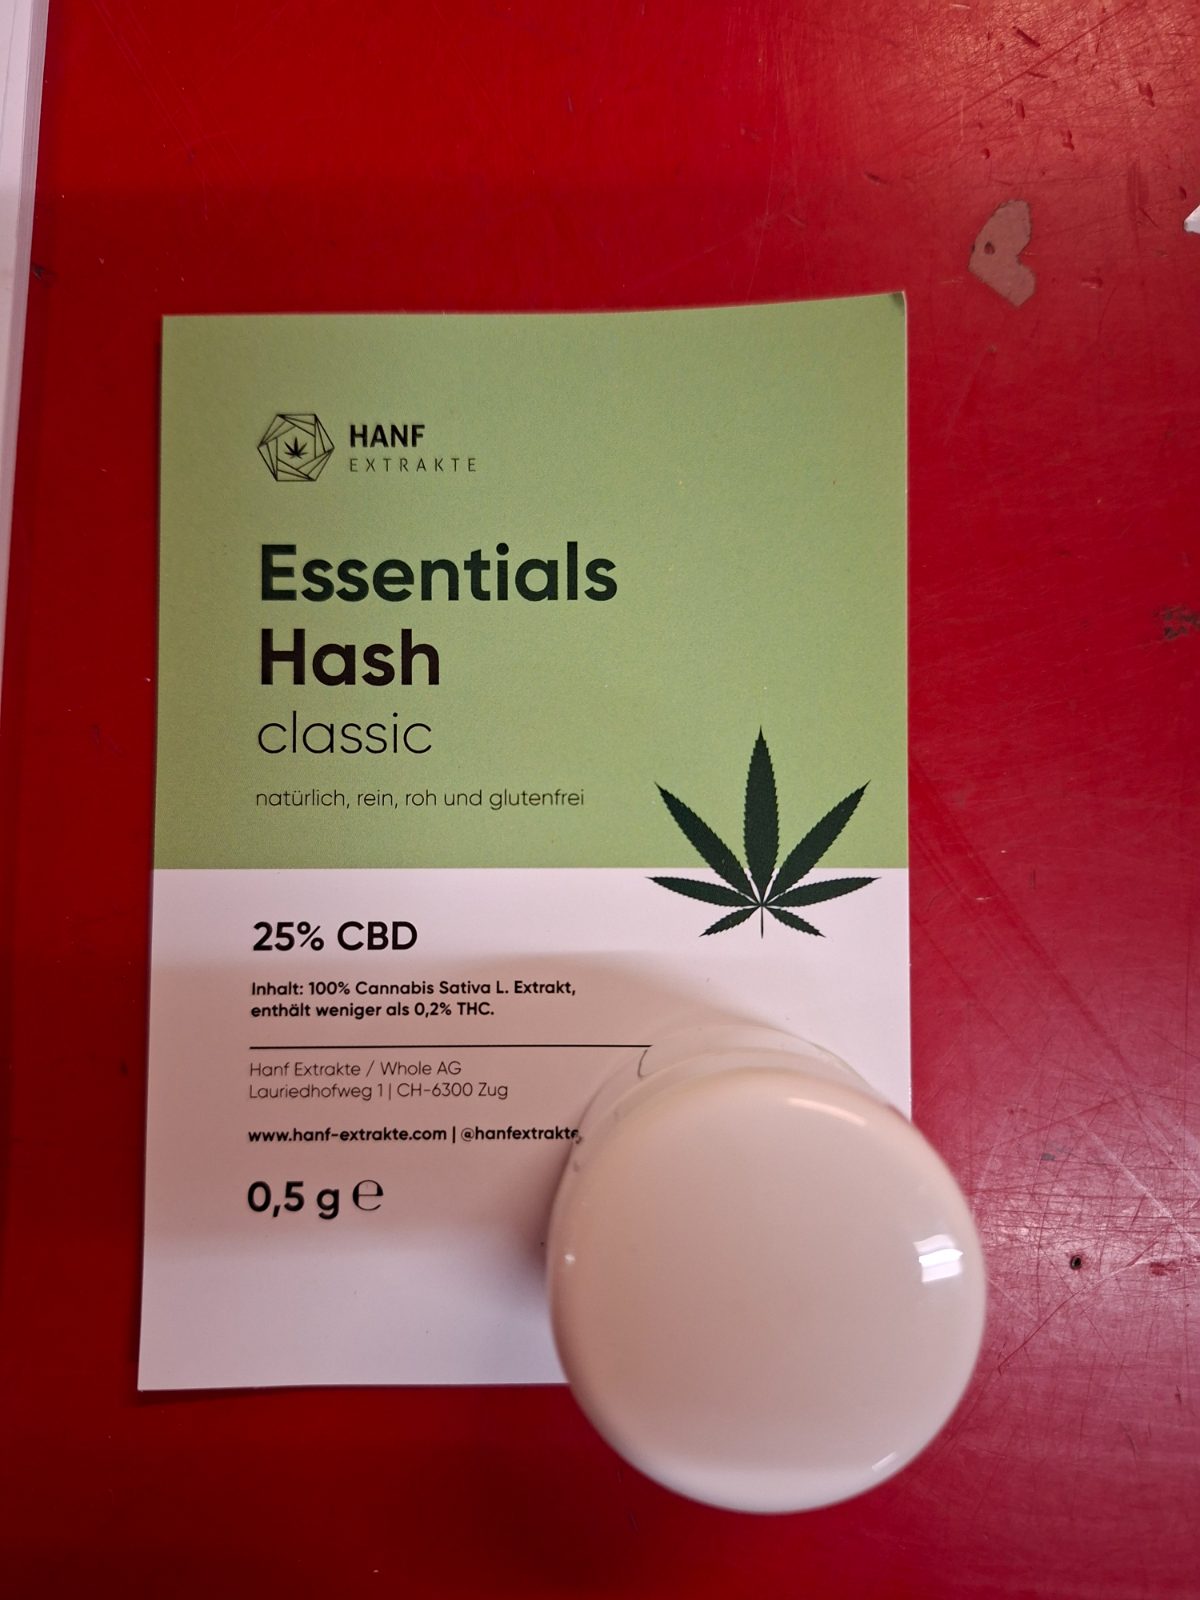 HANF
EXTRAKTE
Essentials
Hash
classic
natürlich, rein, roh und glutenfrei
25% CBD
Inhalt: 100% Cannabis Sativa L. Extrakt,
enthält weniger als 0,2% THC.
Hanf Extrakte / Whole AG
Lauriedhofweg 1 | CH-6300 Zug
www.hanf-extrakte.com | @hanfextrakte
0,5 g ℮